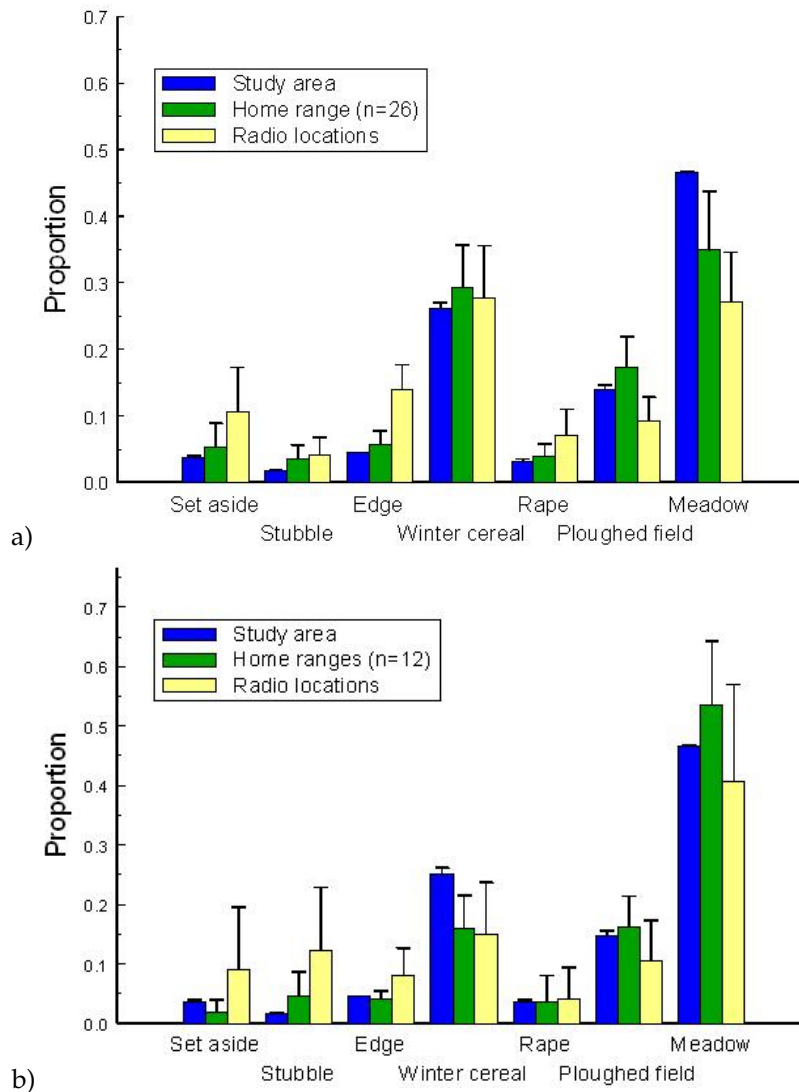 0.7
Study area
Home range (n=26)
Radio locations
0.6
0.5
0.4
0.3
0.2
0.1
0.0
Proportion
Set aside Edge Rape Meadow
Stubble Winter cereal Ploughed field
a)
0.7
Study area
Home ranges (n=12)
Radio locations
0.6
0.5
0.4
0.3
0.2
0.1
0.0
Proportion
Set aside Edge Rape Meadow
Stubble Winter cereal Ploughed field
b)